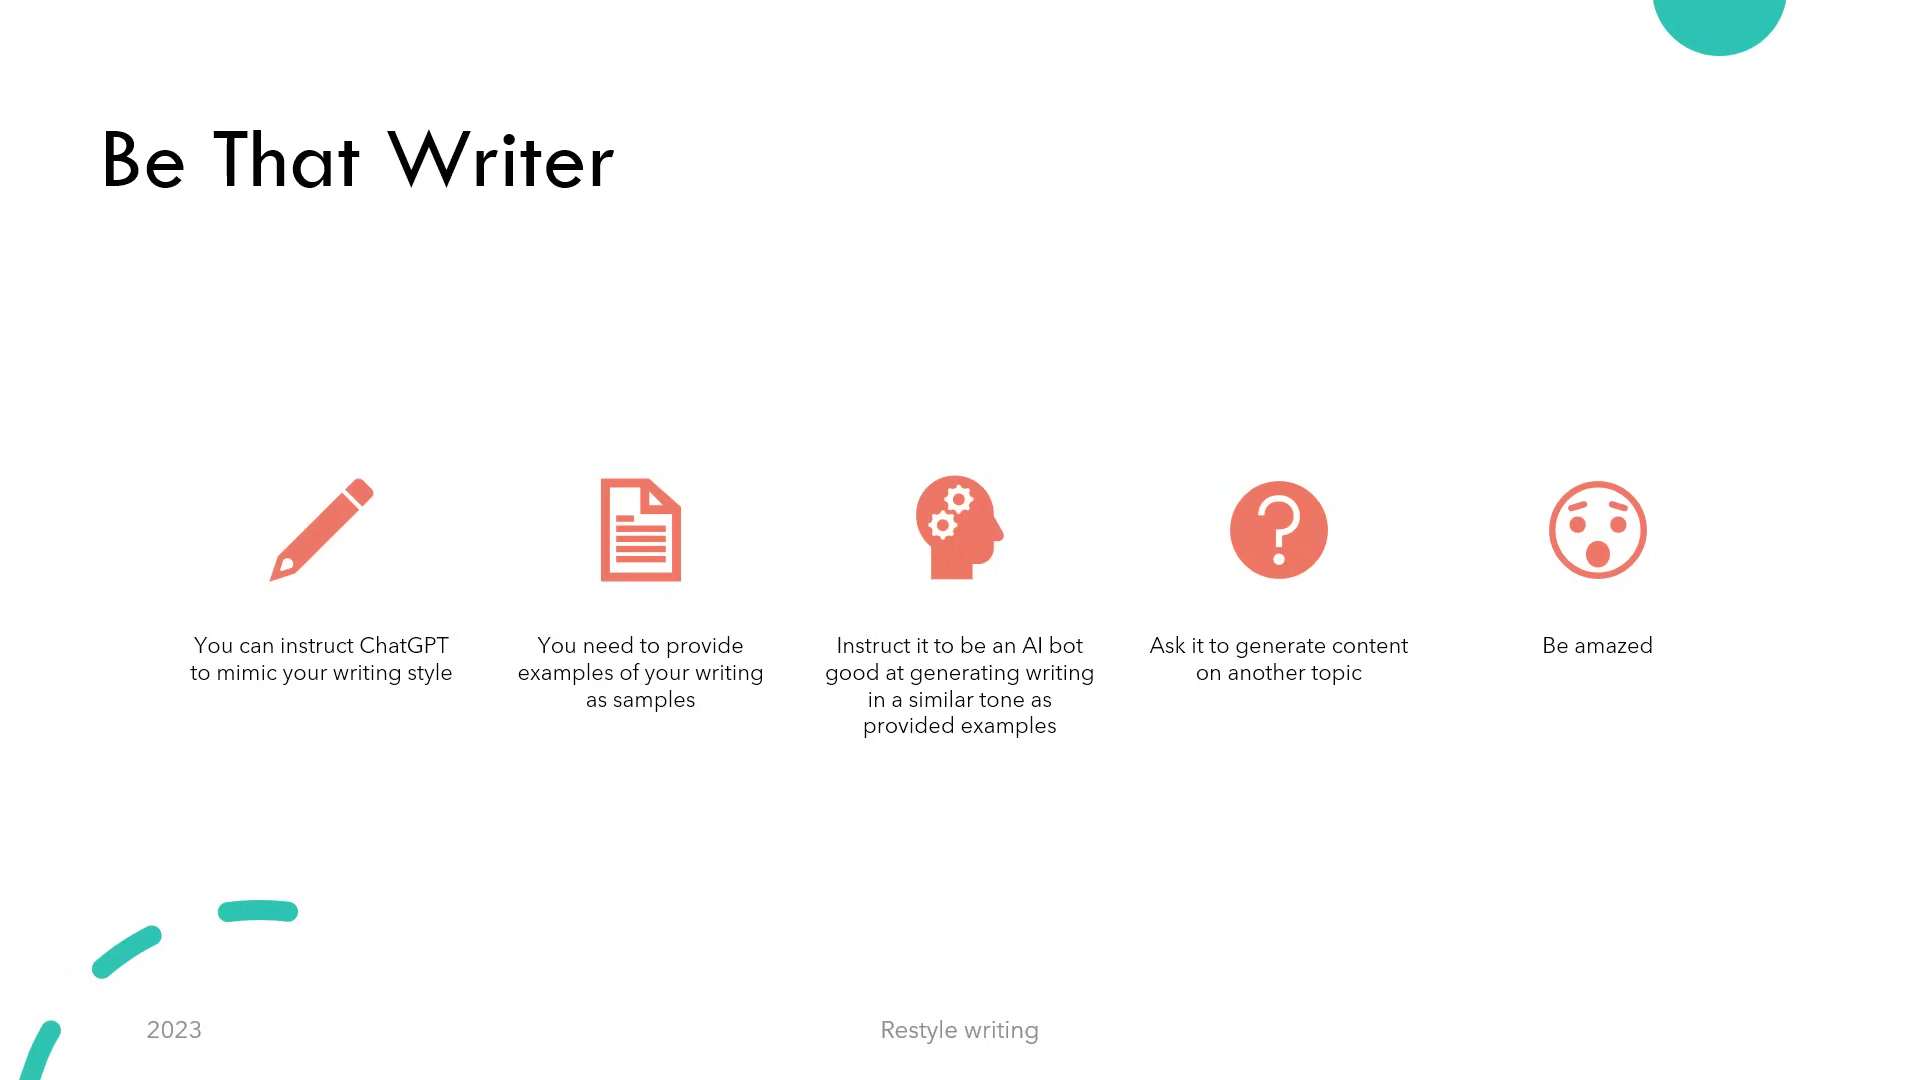 Be That Writer
You can instruct ChatGPT
to mimic your writing style
You need to provide
examples of your writing
as samples
Instruct it to be an AI bot
good at generating writing
in a similar tone as
provided examples
Ask it to generate content
on another topic
Be amazed
2023
Restyle writing